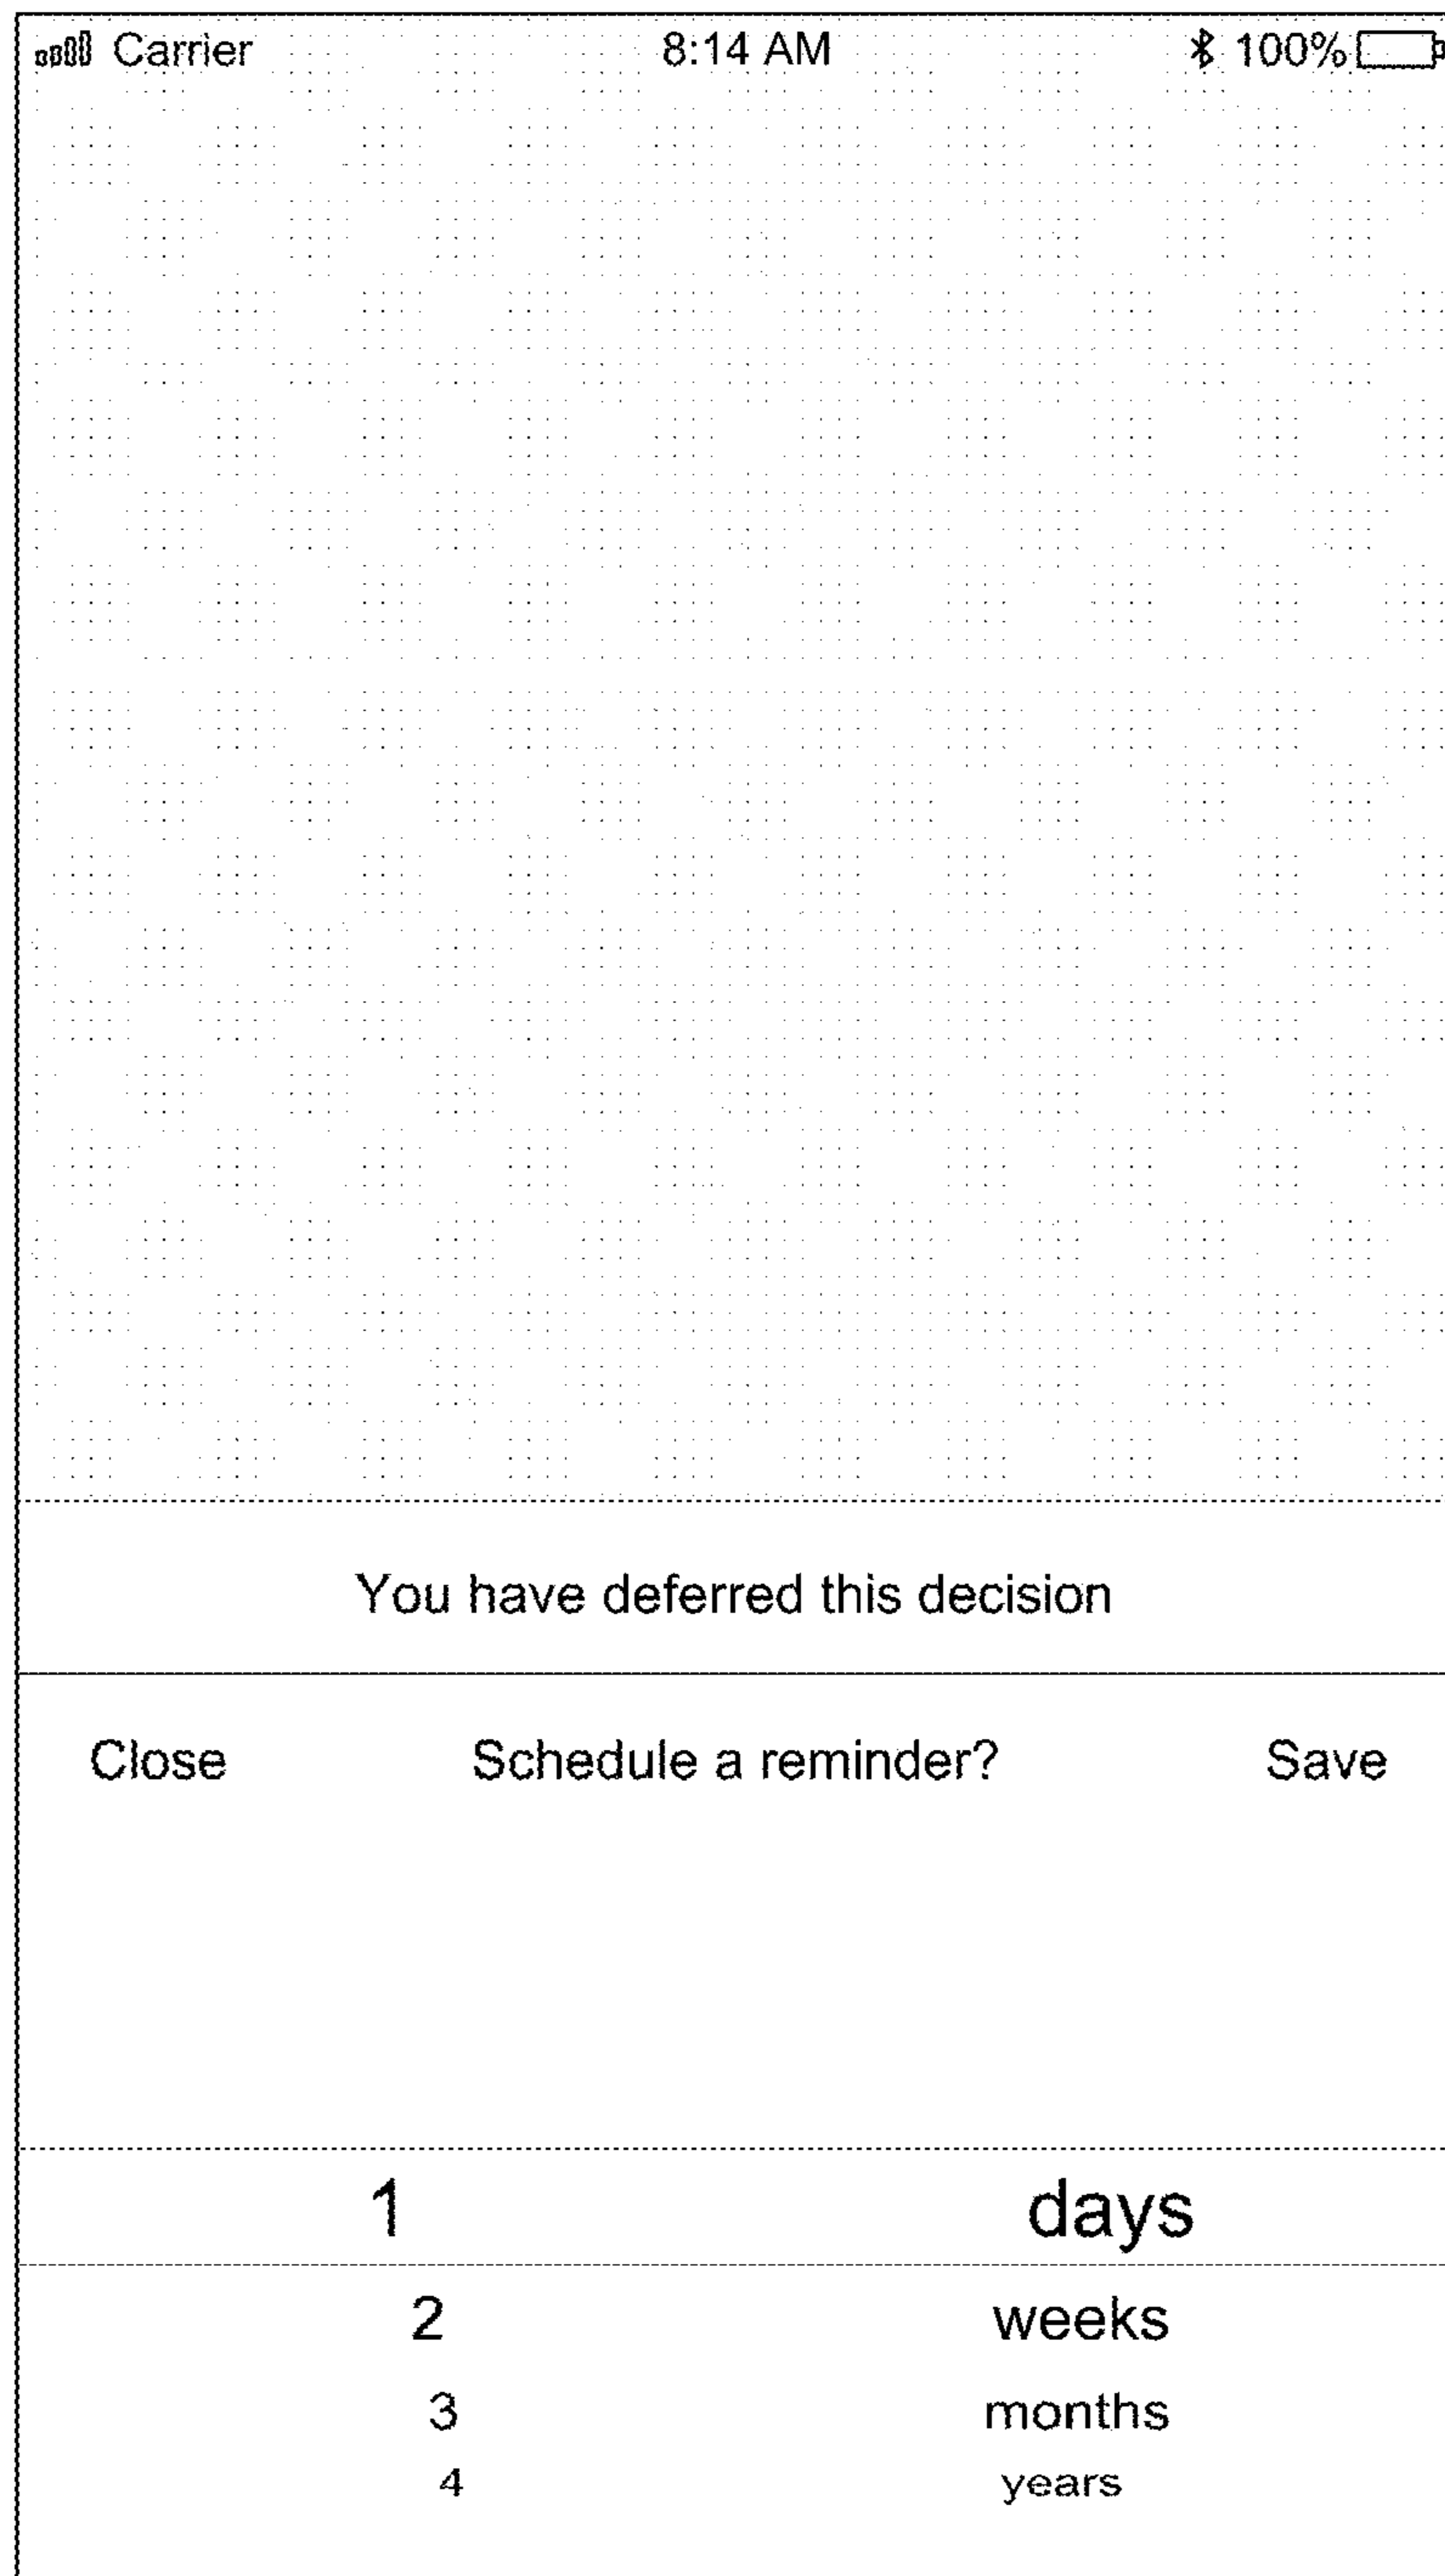 Carrier 8:14 AM 100%
You have deferred this decision
Close Schedule a reminder? Save
1 days
2 weeks
3 months
4 years